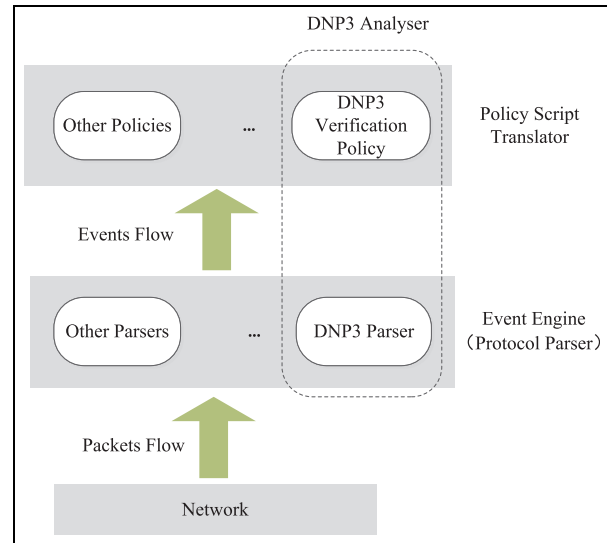 DNP3 Analyser
Other Policies
...
DNP3
Verification
Policy
Policy Script
Translator
Events Flow
Other Parsers
...
DNP3 Parser
Event Engine
（Protocol Parser）
Packets Flow
Network